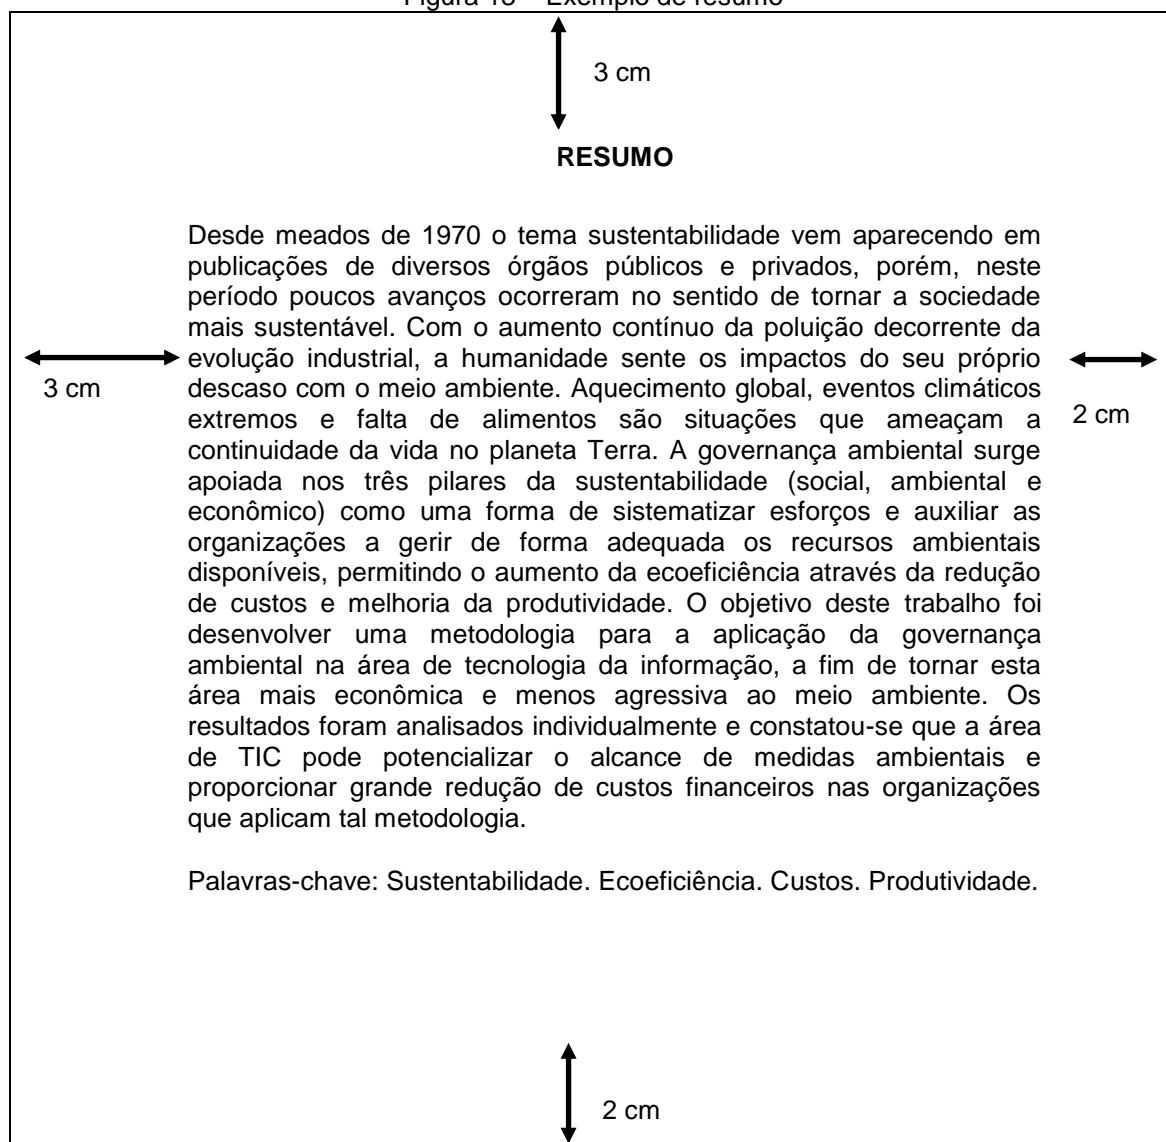 Figura 18 – Exemplo de resumo
3 cm
RESUMO
Desde meados de 1970 o tema sustentabilidade vem aparecendo em
publicações de diversos órgãos públicos e privados, porém, neste
período poucos avanços ocorreram no sentido de tornar a sociedade
mais sustentável. Com o aumento contínuo da poluição decorrente da
evolução industrial, a humanidade sente os impactos do seu próprio
descaso com o meio ambiente. Aquecimento global, eventos climáticos
extremos e falta de alimentos são situações que ameaçam a
continuidade da vida no planeta Terra. A governança ambiental surge
apoiada nos três pilares da sustentabilidade (social, ambiental e
econômico) como uma forma de sistematizar esforços e auxiliar as
organizações a gerir de forma adequada os recursos ambientais
disponíveis, permitindo o aumento da ecoeficiência através da redução
de custos e melhoria da produtividade. O objetivo deste trabalho foi
desenvolver uma metodologia para a aplicação da governança
ambiental na área de tecnologia da informação, a fim de tornar esta
área mais econômica e menos agressiva ao meio ambiente. Os
resultados foram analisados individualmente e constatou-se que a área
de TIC pode potencializar o alcance de medidas ambientais e
proporcionar grande redução de custos financeiros nas organizações
que aplicam tal metodologia.
3 cm
2 cm
Palavras-chave: Sustentabilidade. Ecoeficiência. Custos. Produtividade.
2 cm